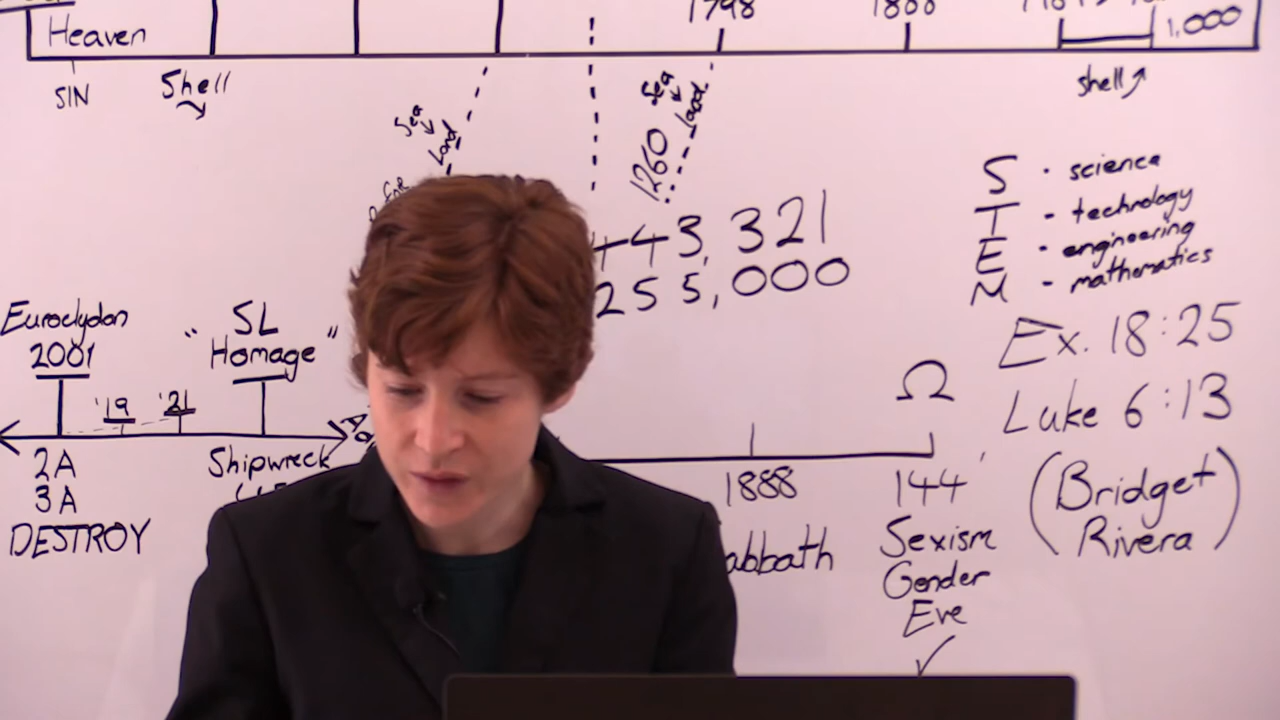 Heaven
1798
1888
1,000
SIN
Shell
shell
Sea
Land
Sea
Land
1260
43, 321
255,000
S · science
T - technology
E - engineering
M - mathematics
Ex. 18:25
Luke 6:13
(Bridget
Rivera)
Euroclydon
2001
'19
'21
" SL
Homage "
2A
3A
DESTROY
Shipwreck
Ω
1888
abbath
144
Sexism
Gender
Eve